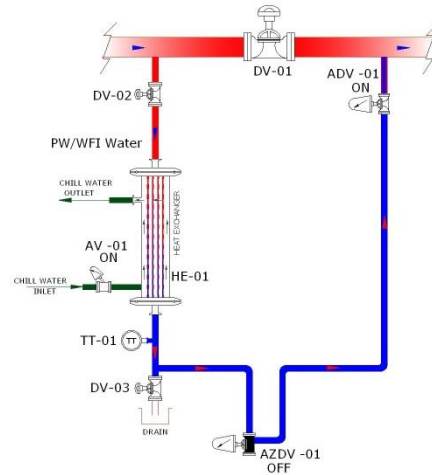 DV-01
ADV -01
ON
DV-02
PW/WFI Water
CHILL WATER
OUTLET
HEAT EXCHANGER
AV -01
ON
HE-01
CHILL WATER
INLET
TT-01
TT
DV-03
DRAIN
AZDV -01
OFF